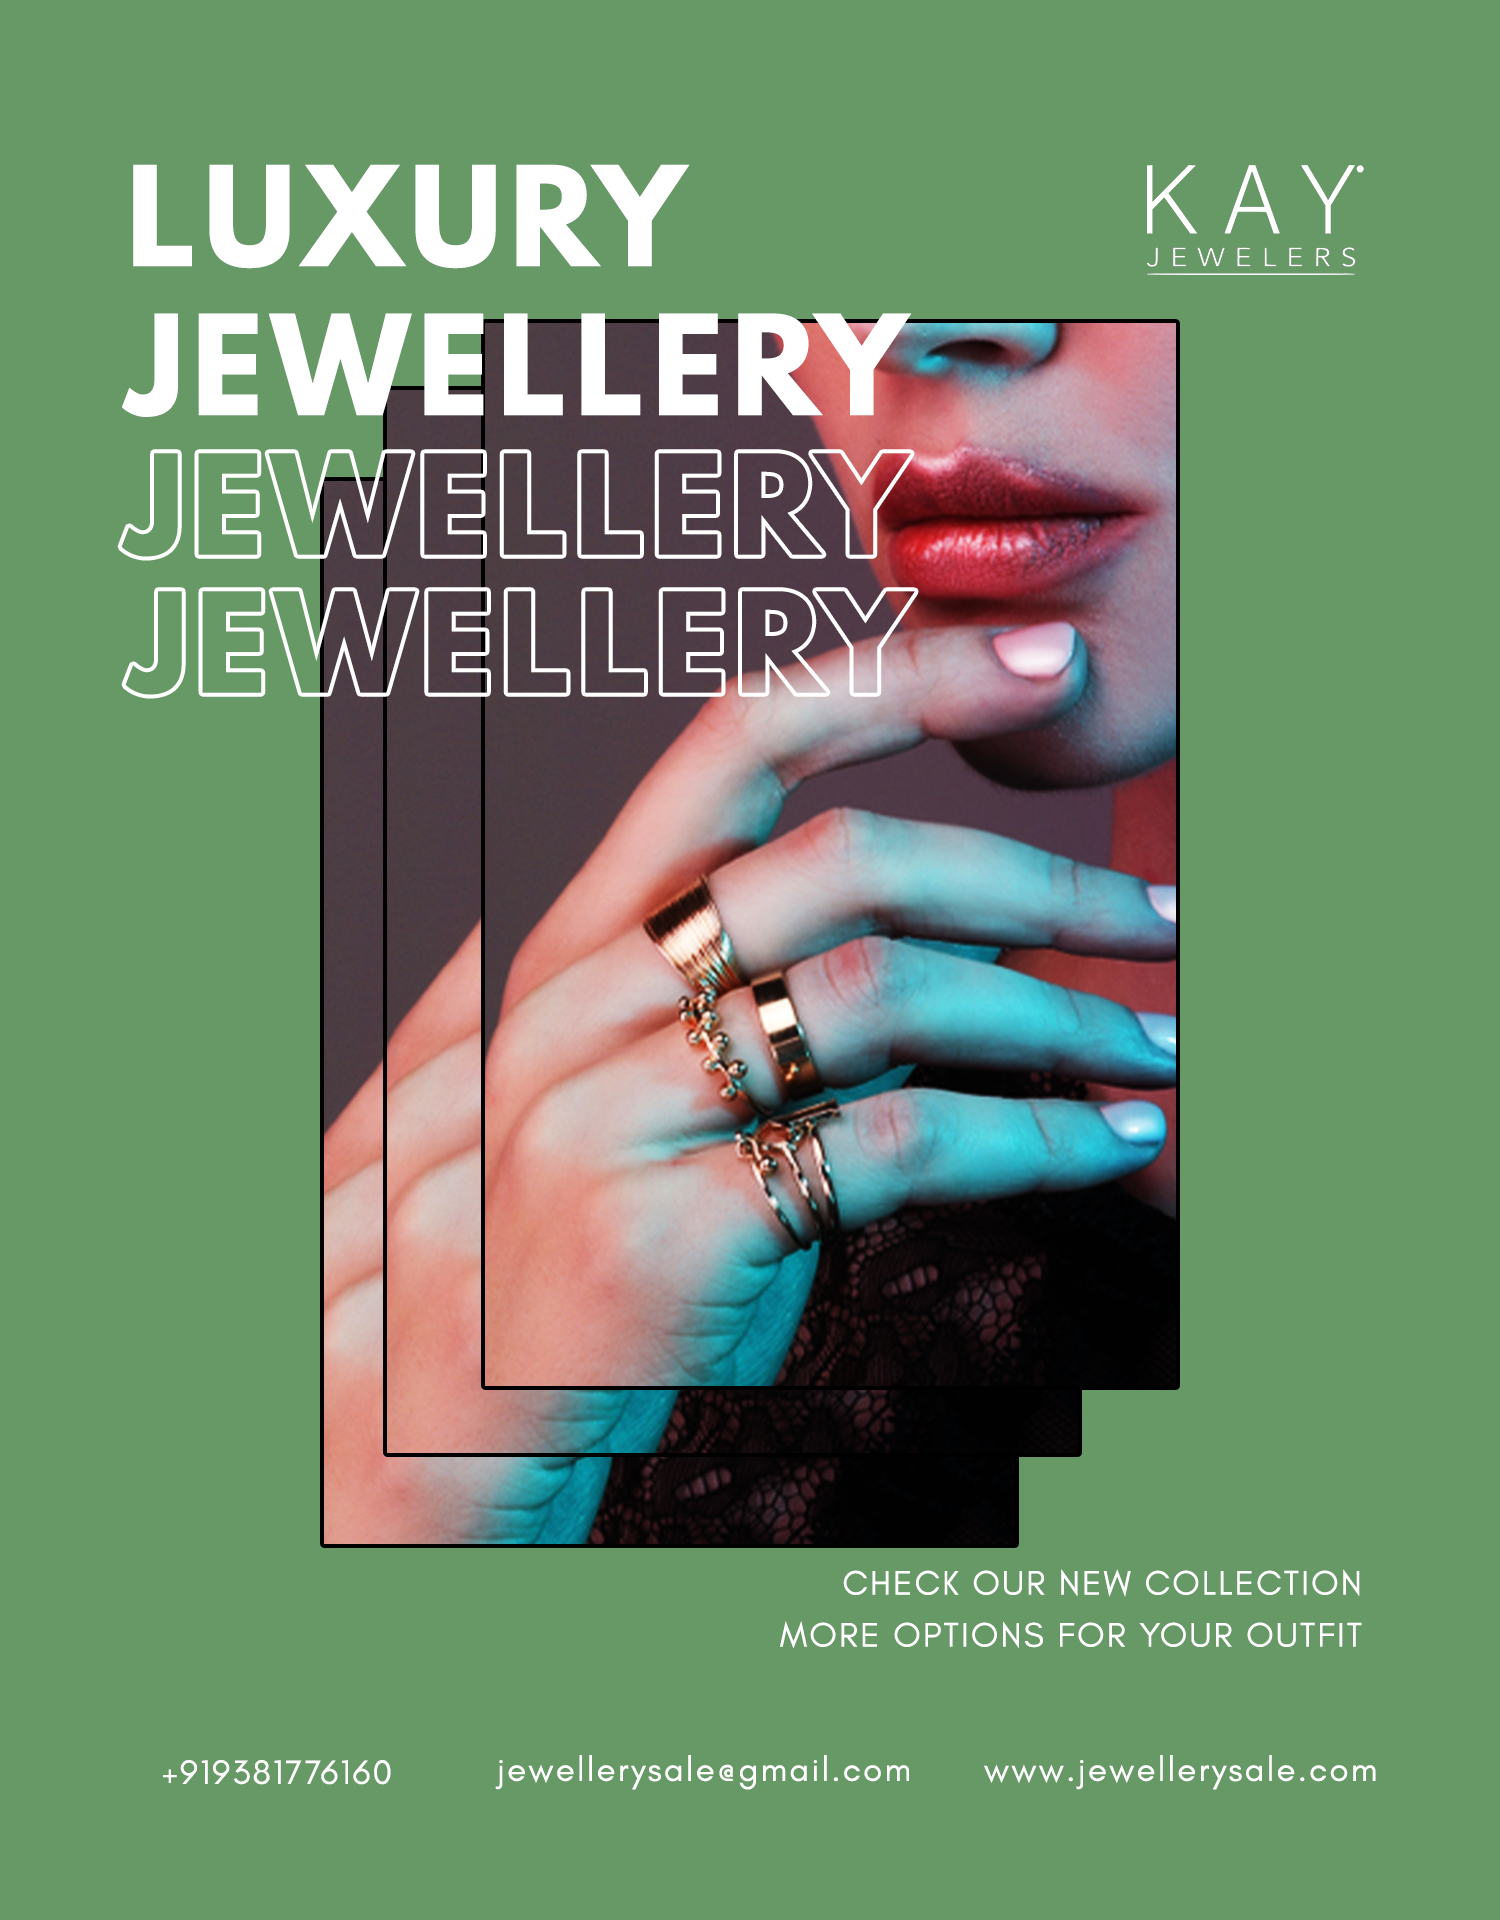 LUXURY
KAY
JEWELERS
JEWELLERY
JEWELLERY
JEWELLERY
CHECK OUR NEW COLLECTION
MORE OPTIONS FOR YOUR OUTFIT
+919381776160
jewellerysale@gmail.com
www.jewellerysale.com